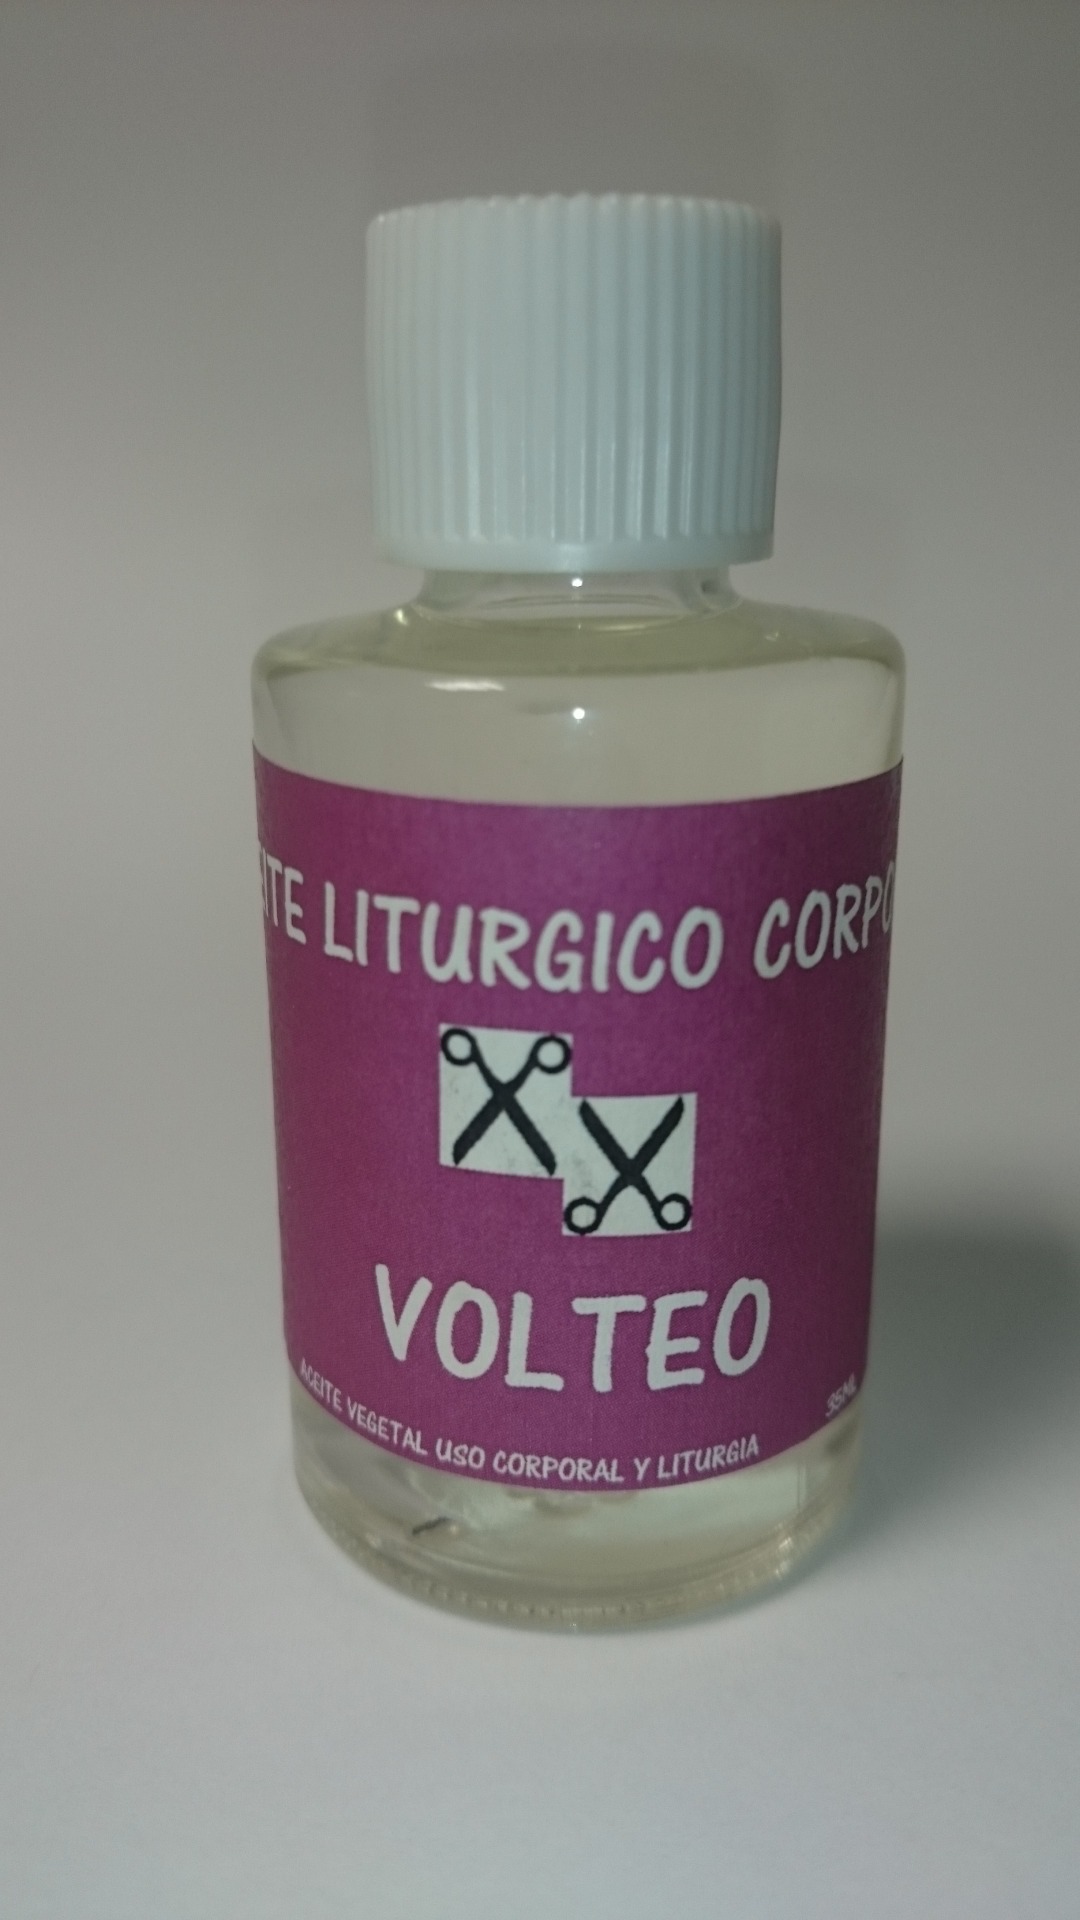 ITE LITURGICO CORPO
VOLTEO
ACEITE VEGETAL USO CORPORAL Y LITURGIA
35ML